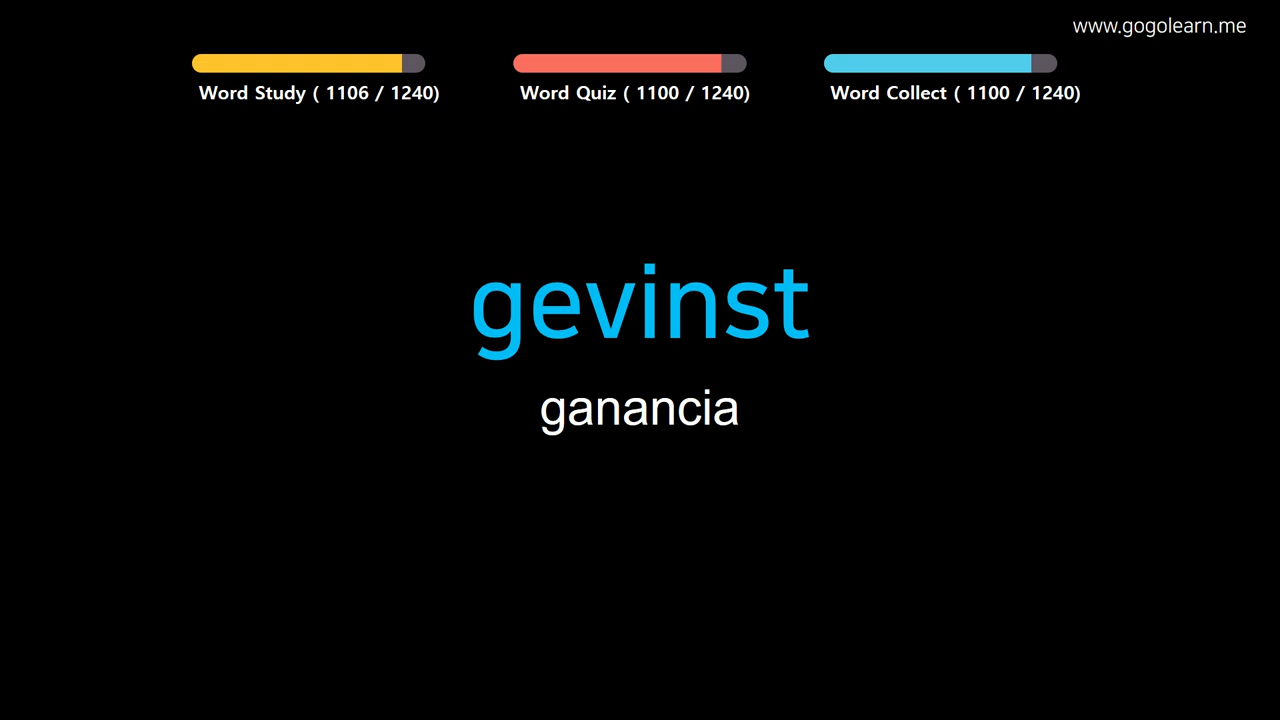 www.gogolearn.me
Word Study ( 1106 / 1240)
Word Quiz ( 1100 / 1240)
Word Collect ( 1100 / 1240)
gevinst
ganancia